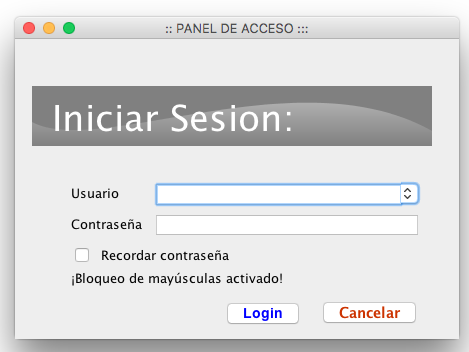 :: PANEL DE ACCESO :::
Iniciar Sesion:
Usuario
Contraseña
Recordar contraseña
¡Bloqueo de mayúsculas activado!
Login Cancelar